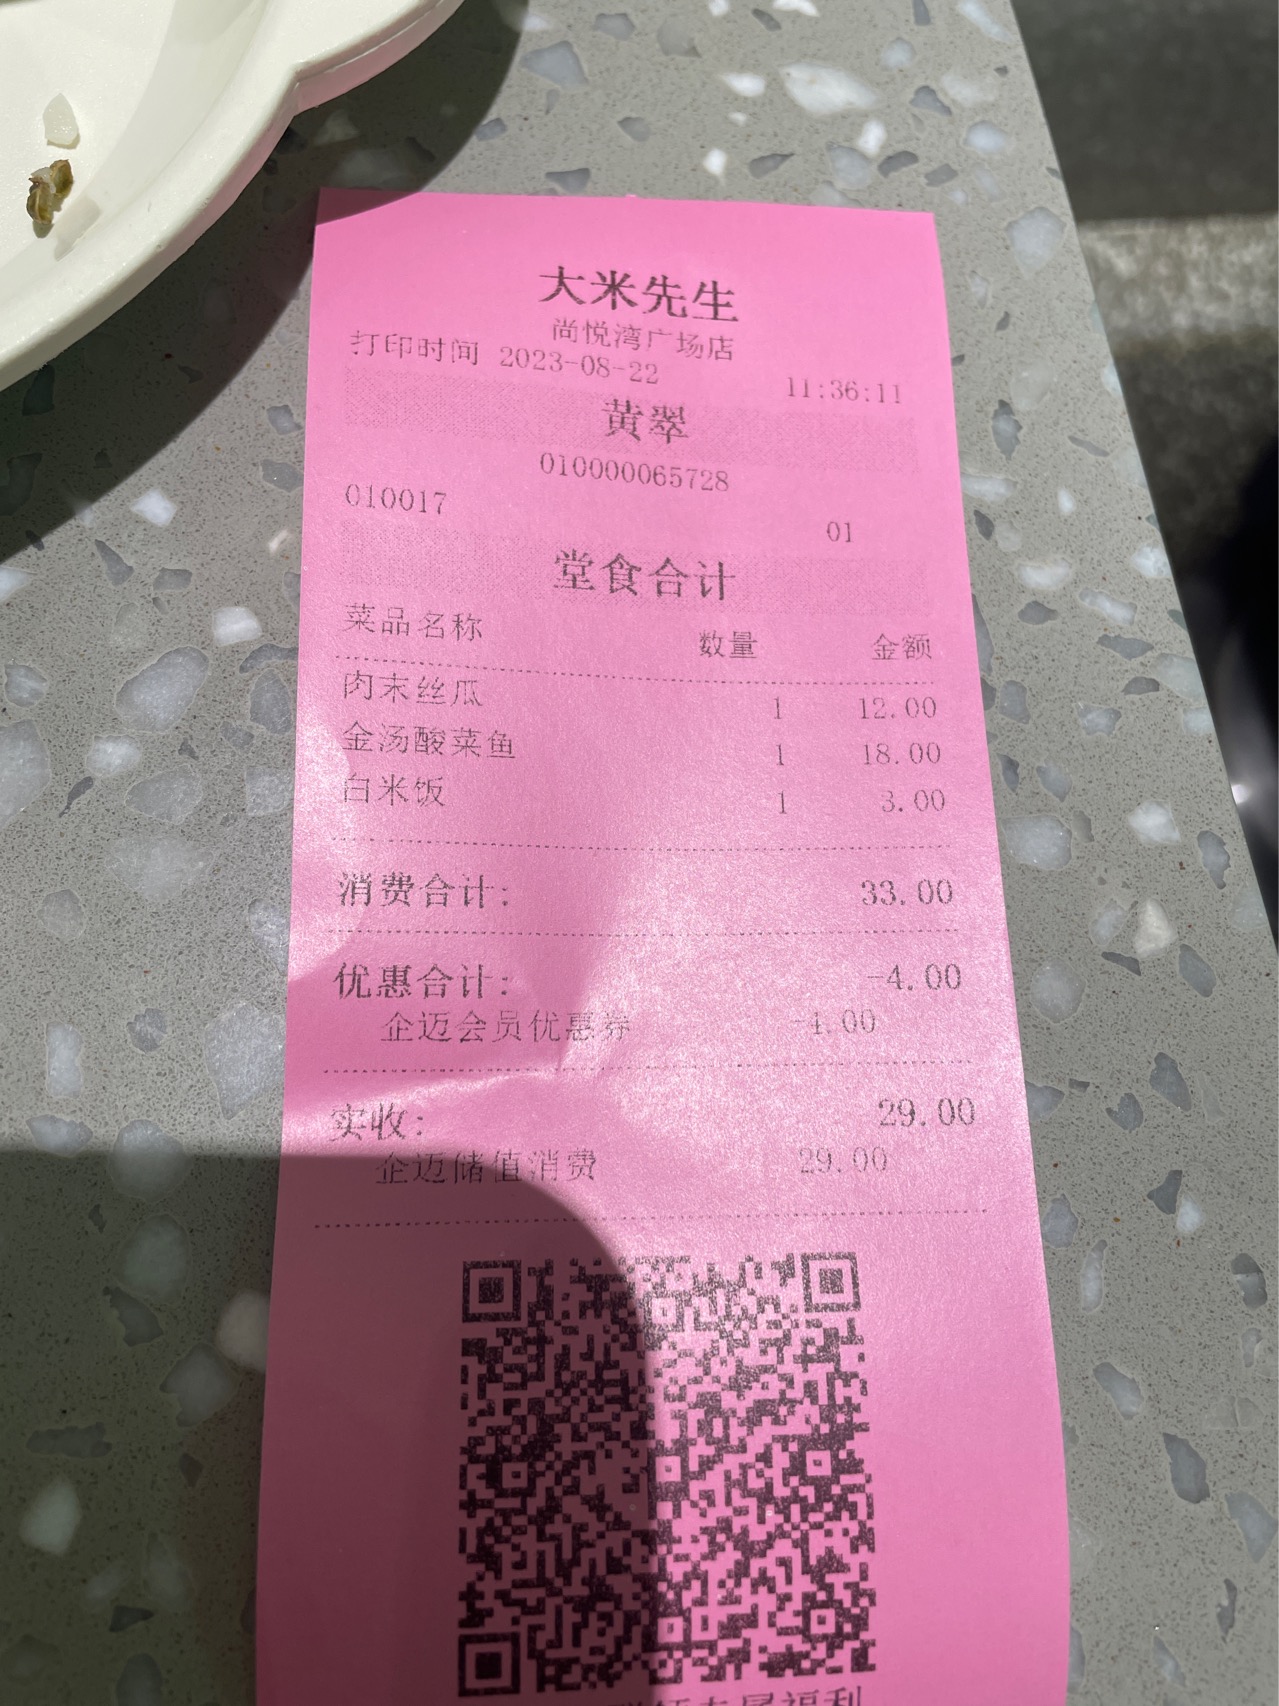 大米先生
尚悦湾广场店
打印时间 2023-08-22 11:36:11
黄翠
010000065728
010017 01
堂食合计
菜品名称 数量 金额
肉末丝瓜 1 12.00
金汤酸菜鱼 1 18.00
白米饭 1 3.00
消费合计: 33.00
优惠合计: -4.00
企迈会员优惠券 -4.00
实收: 29.00
企迈储值消费 29.00
专属福利